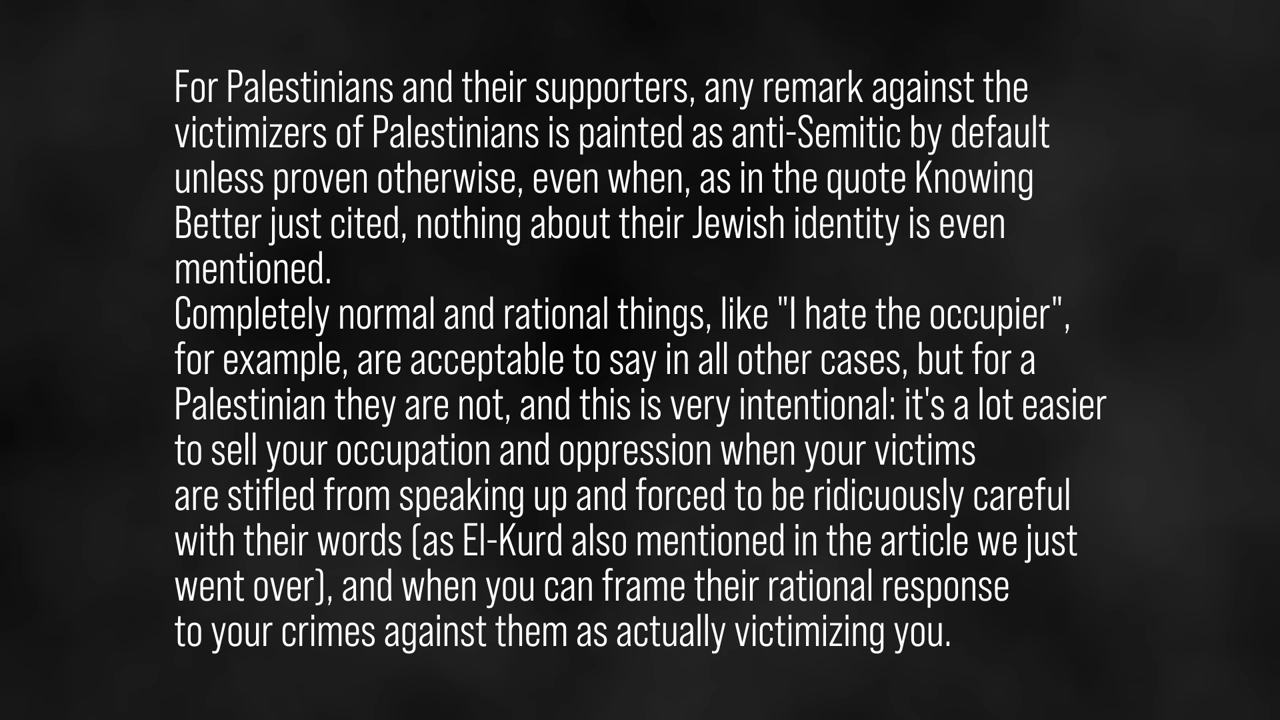 For Palestinians and their supporters, any remark against the
victimizers of Palestinians is painted as anti-Semitic by default
unless proven otherwise, even when, as in the quote Knowing
Better just cited, nothing about their Jewish identity is even
mentioned.
Completely normal and rational things, like "I hate the occupier",
for example, are acceptable to say in all other cases, but for a
Palestinian they are not, and this is very intentional: it's a lot easier
to sell your occupation and oppression when your victims
are stifled from speaking up and forced to be ridicuously careful
with their words (as El-Kurd also mentioned in the article we just
went over), and when you can frame their rational response
to your crimes against them as actually victimizing you.